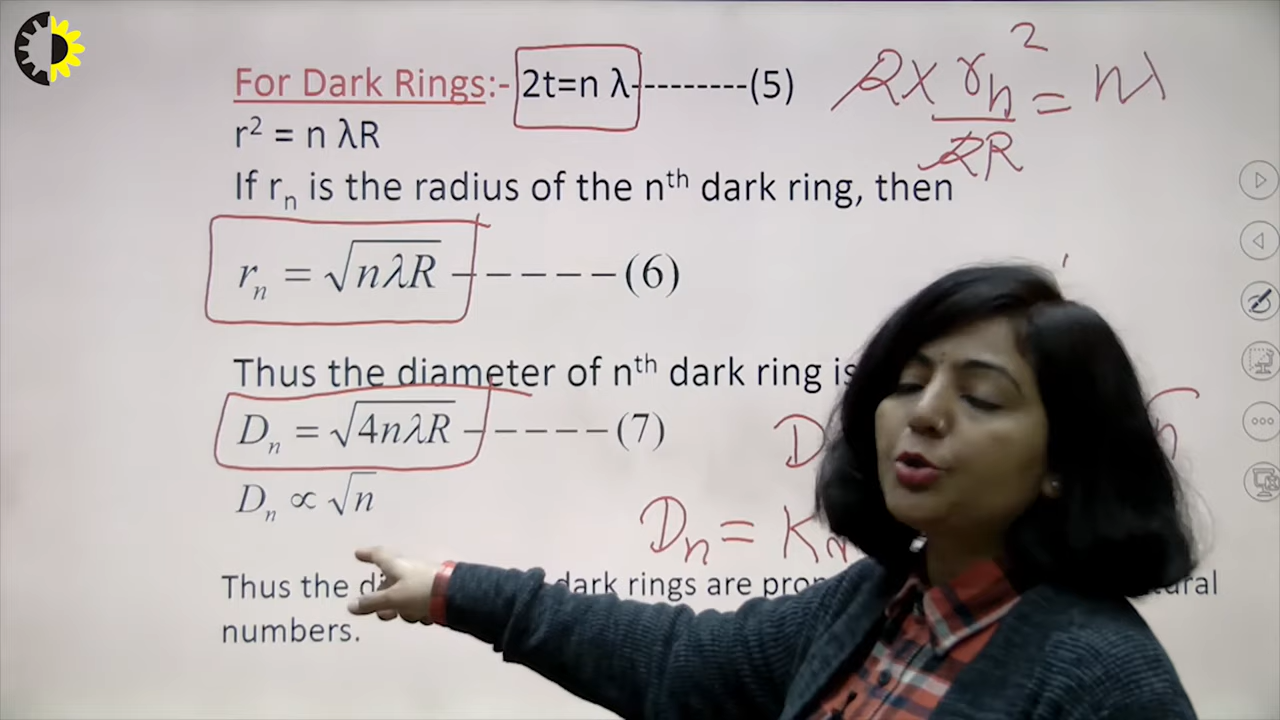 For Dark Rings:- 2t=n λ--------(5)
2 x rn² / 2R = nλ
r² = n λR
If rn is the radius of the nth dark ring, then
rn = √nλR -----(6)
Thus the diameter of nth dark ring is
Dn = √4nλR -----(7)
D
n
Dn ∝ √n
Dn = K
Thus the dark rings are
numbers.